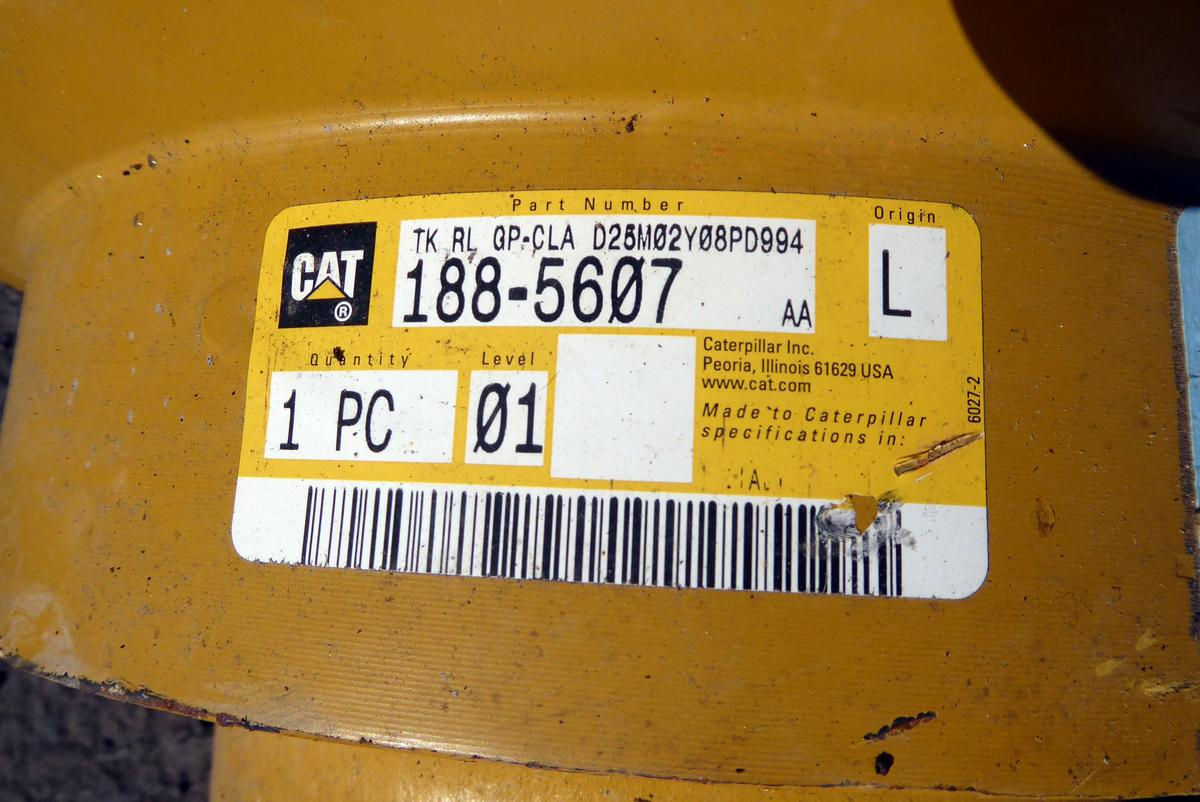 Part Number
Origin
CAT®
TK RL GP-CLA D25M02Y08PD994
188-5607
AA
L
Quantity
Level
1 PC
01
Caterpillar Inc.
Peoria, Illinois 61629 USA
www.cat.com
Made to Caterpillar
specifications in:
6027-2